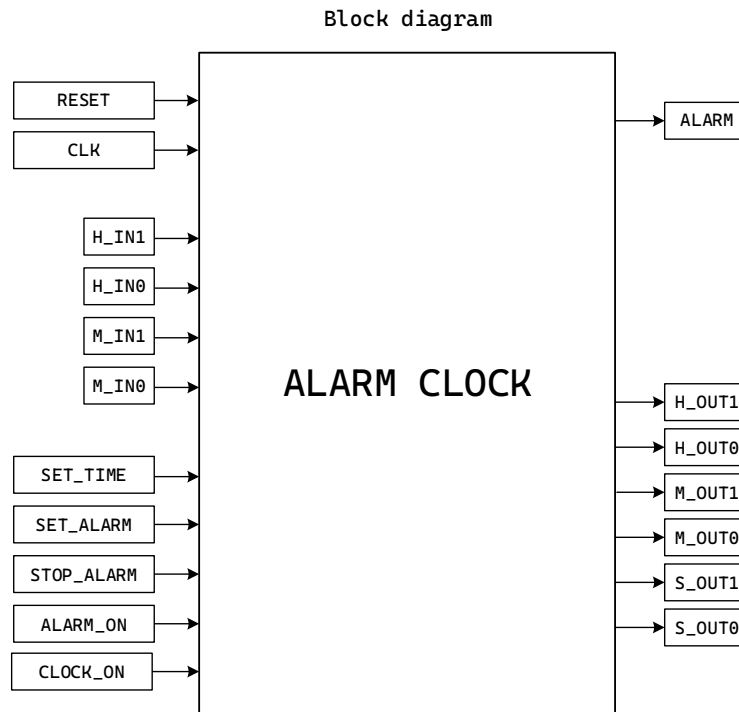 Block diagram
RESET
CLK
H_IN1
H_IN0
M_IN1
M_IN0
SET_TIME
SET_ALARM
STOP_ALARM
ALARM_ON
CLOCK_ON
ALARM CLOCK
ALARM
H_OUT1
H_OUT0
M_OUT1
M_OUT0
S_OUT1
S_OUT0